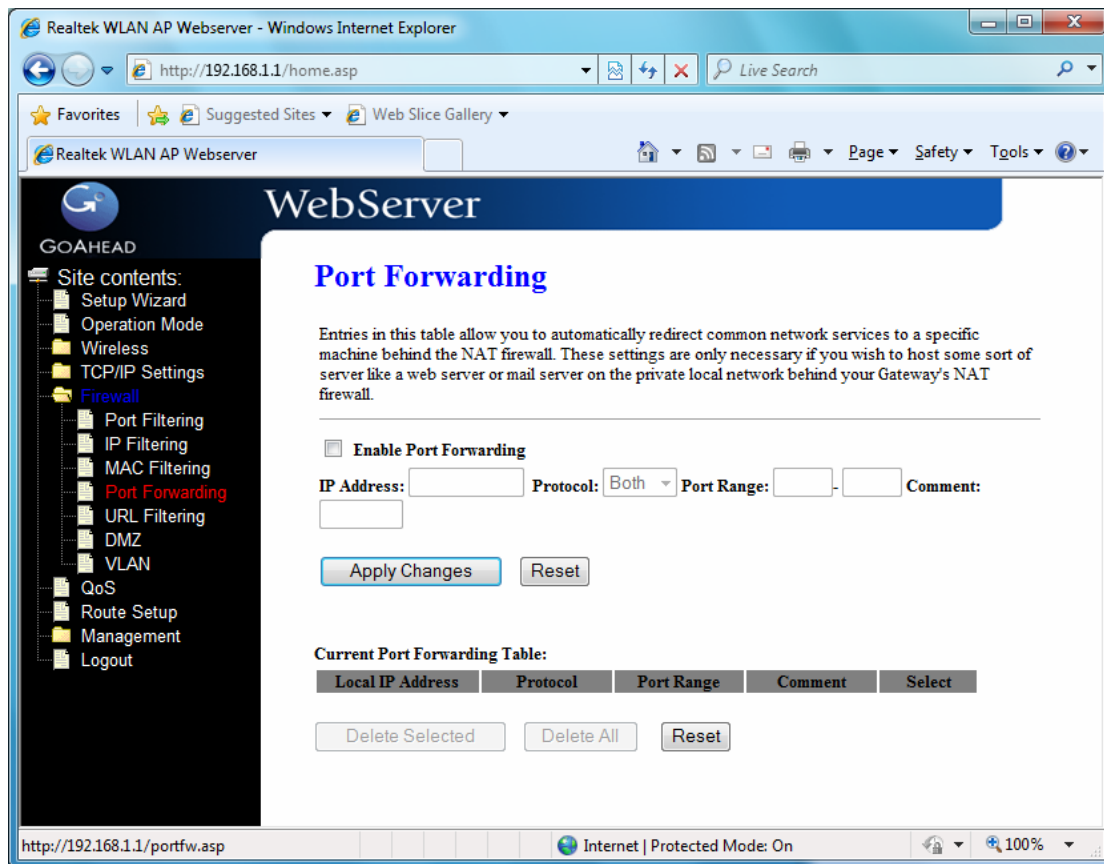 Realtek WLAN AP Webserver - Windows Internet Explorer
http://192.168.1.1/home.asp
Live Search
Favorites
Suggested Sites
Web Slice Gallery
Realtek WLAN AP Webserver
Page
Safety
Tools
GOAHEAD
WebServer
Site contents:
Setup Wizard
Operation Mode
Wireless
TCP/IP Settings
Firewall
Port Filtering
IP Filtering
MAC Filtering
Port Forwarding
URL Filtering
DMZ
VLAN
QoS
Route Setup
Management
Logout
Port Forwarding
Entries in this table allow you to automatically redirect common network services to a specific
machine behind the NAT firewall. These settings are only necessary if you wish to host some sort of
server like a web server or mail server on the private local network behind your Gateway's NAT
firewall.
Enable Port Forwarding
IP Address: Protocol: Both Port Range: - Comment:
Apply Changes Reset
Current Port Forwarding Table:
Local IP Address Protocol Port Range Comment Select
Delete Selected Delete All Reset
http://192.168.1.1/portfw.asp
Internet | Protected Mode: On
100%